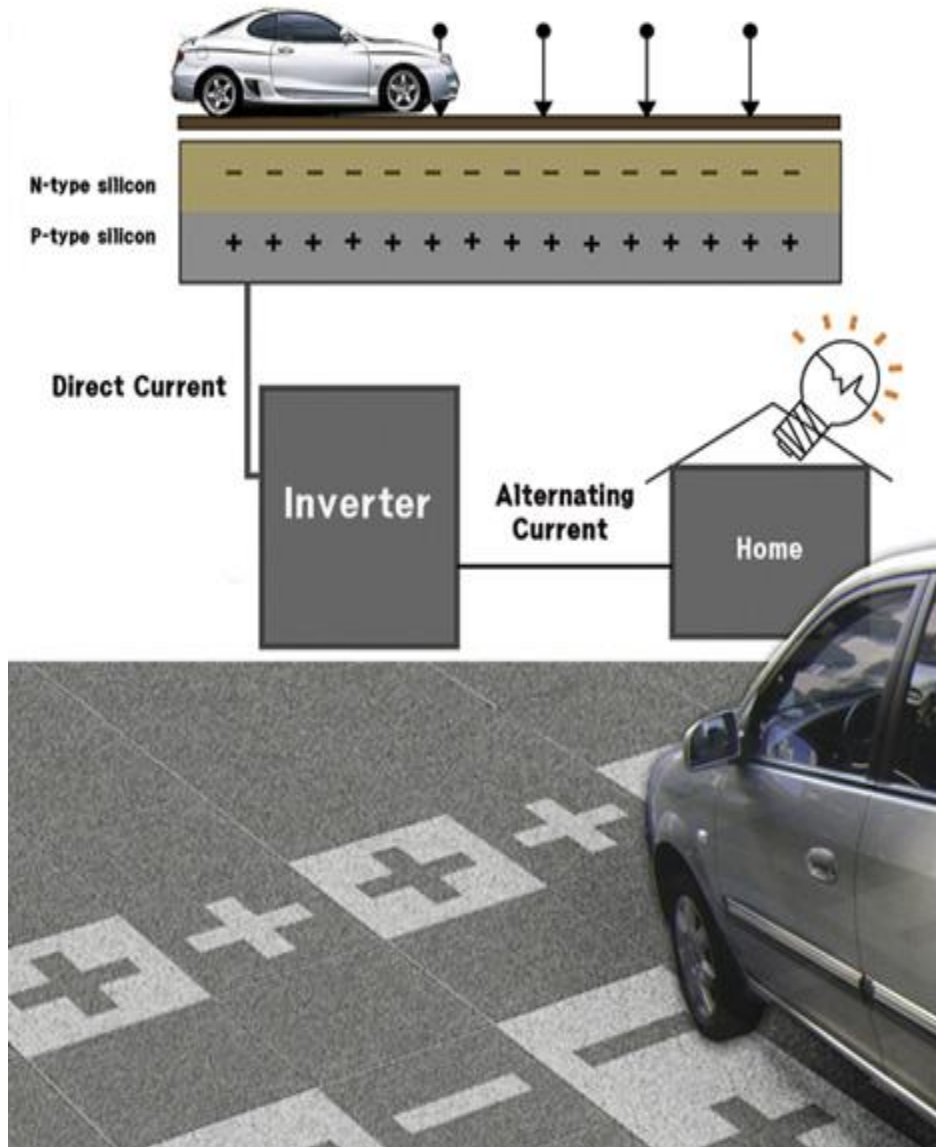 N-type silicon
- - - - - - - - - - - - - - -
P-type silicon
+ + + + + + + + + + + + + + +
Direct Current
Inverter
Alternating
Current
Home